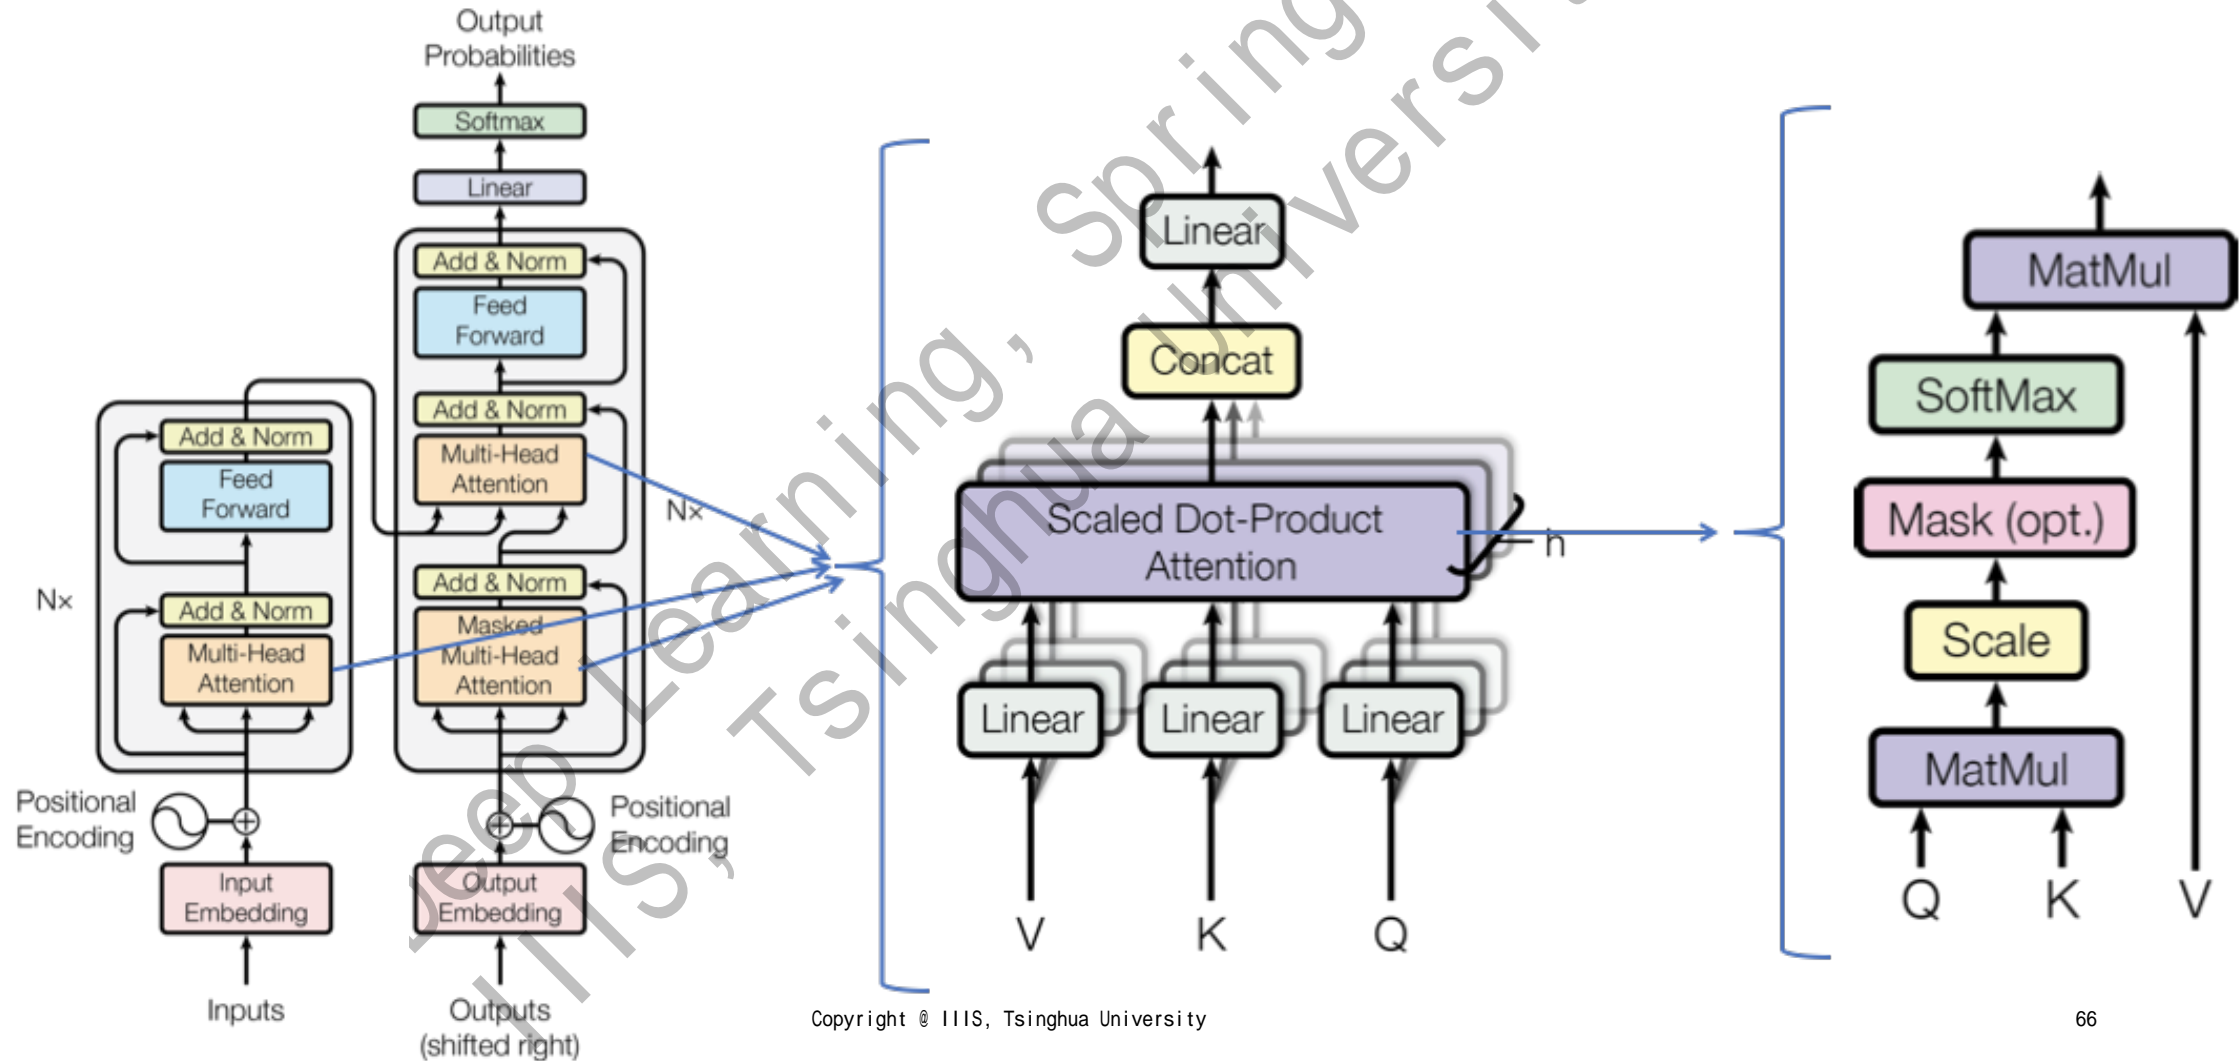 Output
Probabilities
Softmax
Linear
Add & Norm
Feed
Forward
Add & Norm
Multi-Head
Attention
Nx
Add & Norm
Masked
Multi-Head
Attention
Positional
Encoding
Output
Embedding
Outputs
(shifted right)
Add & Norm
Feed
Forward
Nx
Add & Norm
Multi-Head
Attention
Positional
Encoding
Input
Embedding
Inputs
Linear
Concat
Scaled Dot-Product
Attention
h
Linear
Linear
Linear
V
K
Q
MatMul
SoftMax
Mask (opt.)
Scale
MatMul
Q
K
V
Deep Learning, Spring
IIIS, Tsinghua Universi
Copyright @ IIIS, Tsinghua University
66